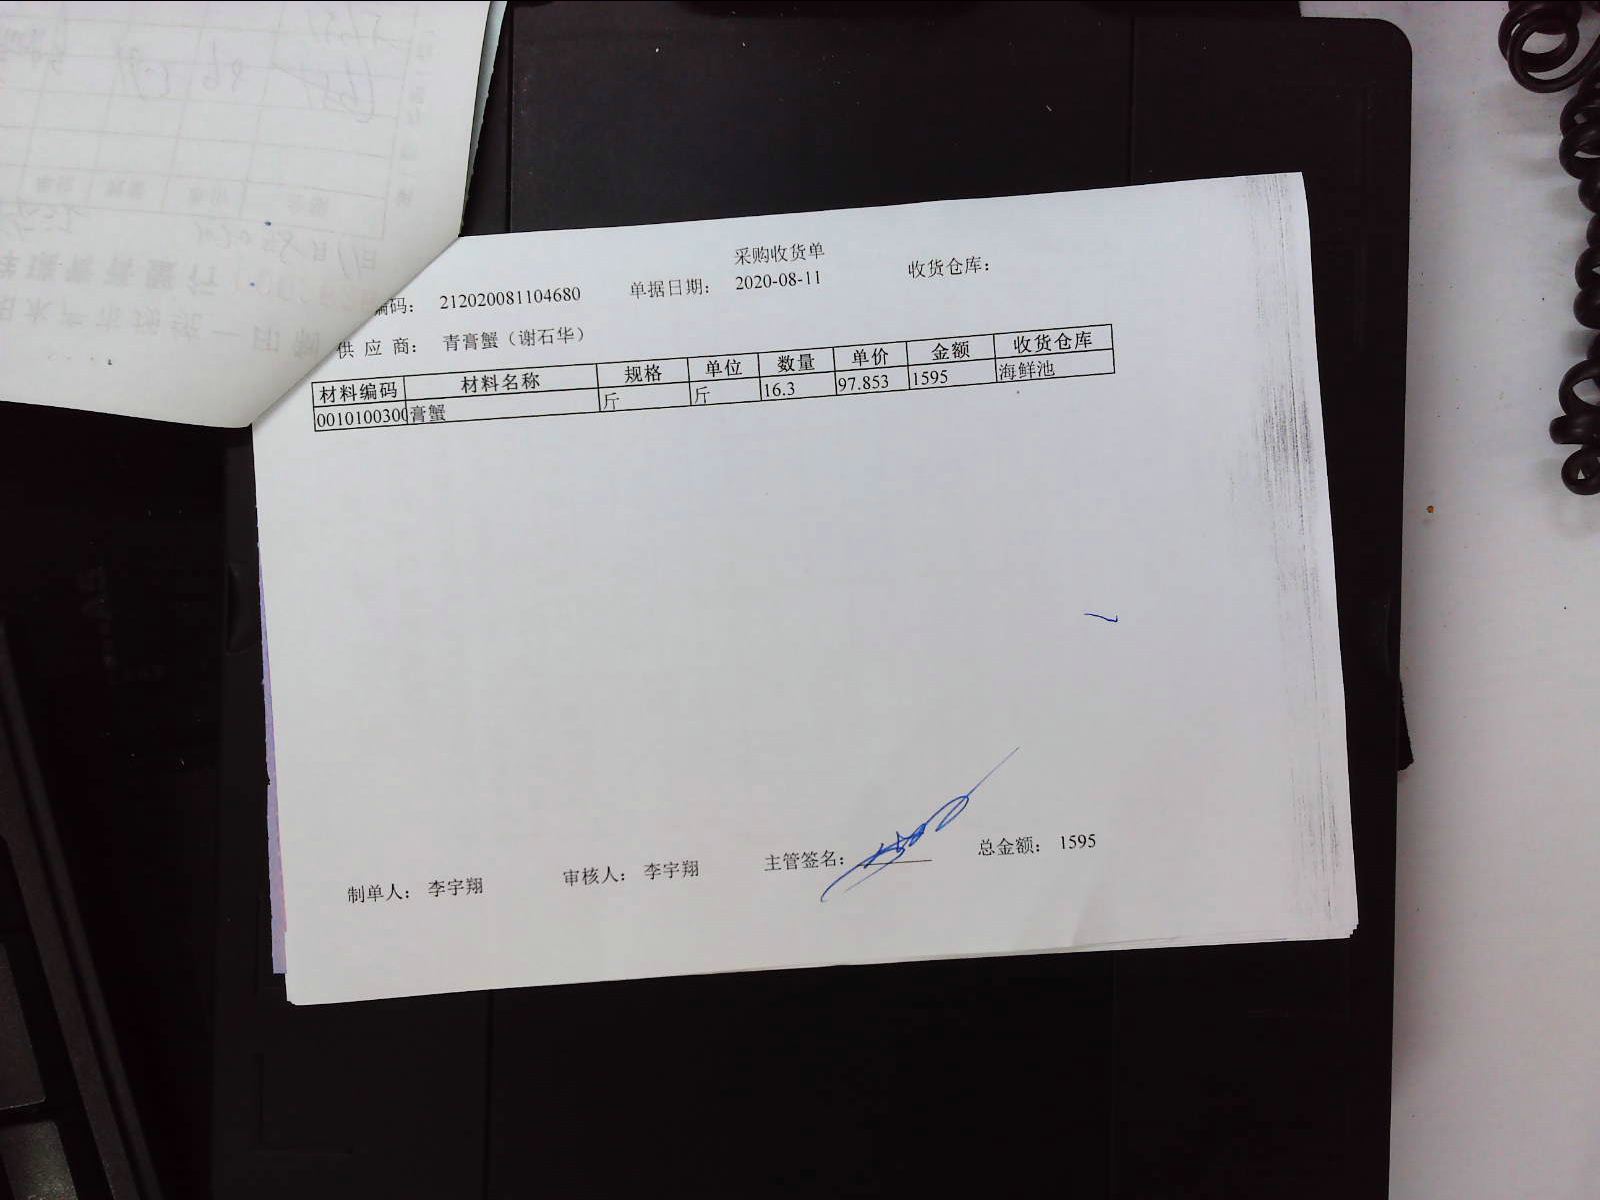 采购收货单
编码： 212020081104680 单据日期： 2020-08-11 收货仓库：
供 应 商： 青膏蟹（谢石华）
材料编码 材料名称 规格 单位 数量 单价 金额 收货仓库
0010100300 膏蟹 斤 斤 16.3 97.853 1595 海鲜池
制单人： 李宇翔 审核人： 李宇翔 主管签名： 总金额： 1595